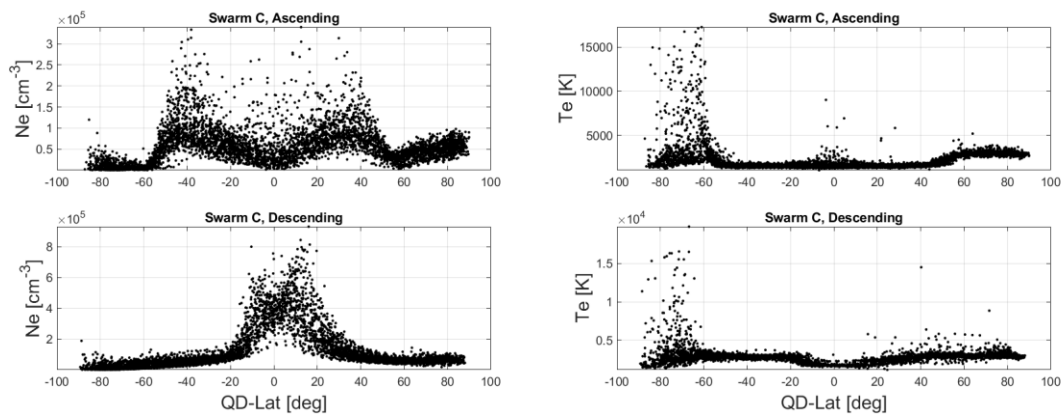 Swarm C, Ascending
×10⁵
Ne [cm⁻³]
3
2.5
2
1.5
1
0.5
-100 -80 -60 -40 -20 0 20 40 60 80 100
Swarm C, Ascending
Te [K]
15000
10000
5000
-100 -80 -60 -40 -20 0 20 40 60 80 100
Swarm C, Descending
×10⁵
Ne [cm⁻³]
8
6
4
2
-100 -80 -60 -40 -20 0 20 40 60 80 100
QD-Lat [deg]
Swarm C, Descending
×10⁴
Te [K]
1.5
1
0.5
-100 -80 -60 -40 -20 0 20 40 60 80 100
QD-Lat [deg]